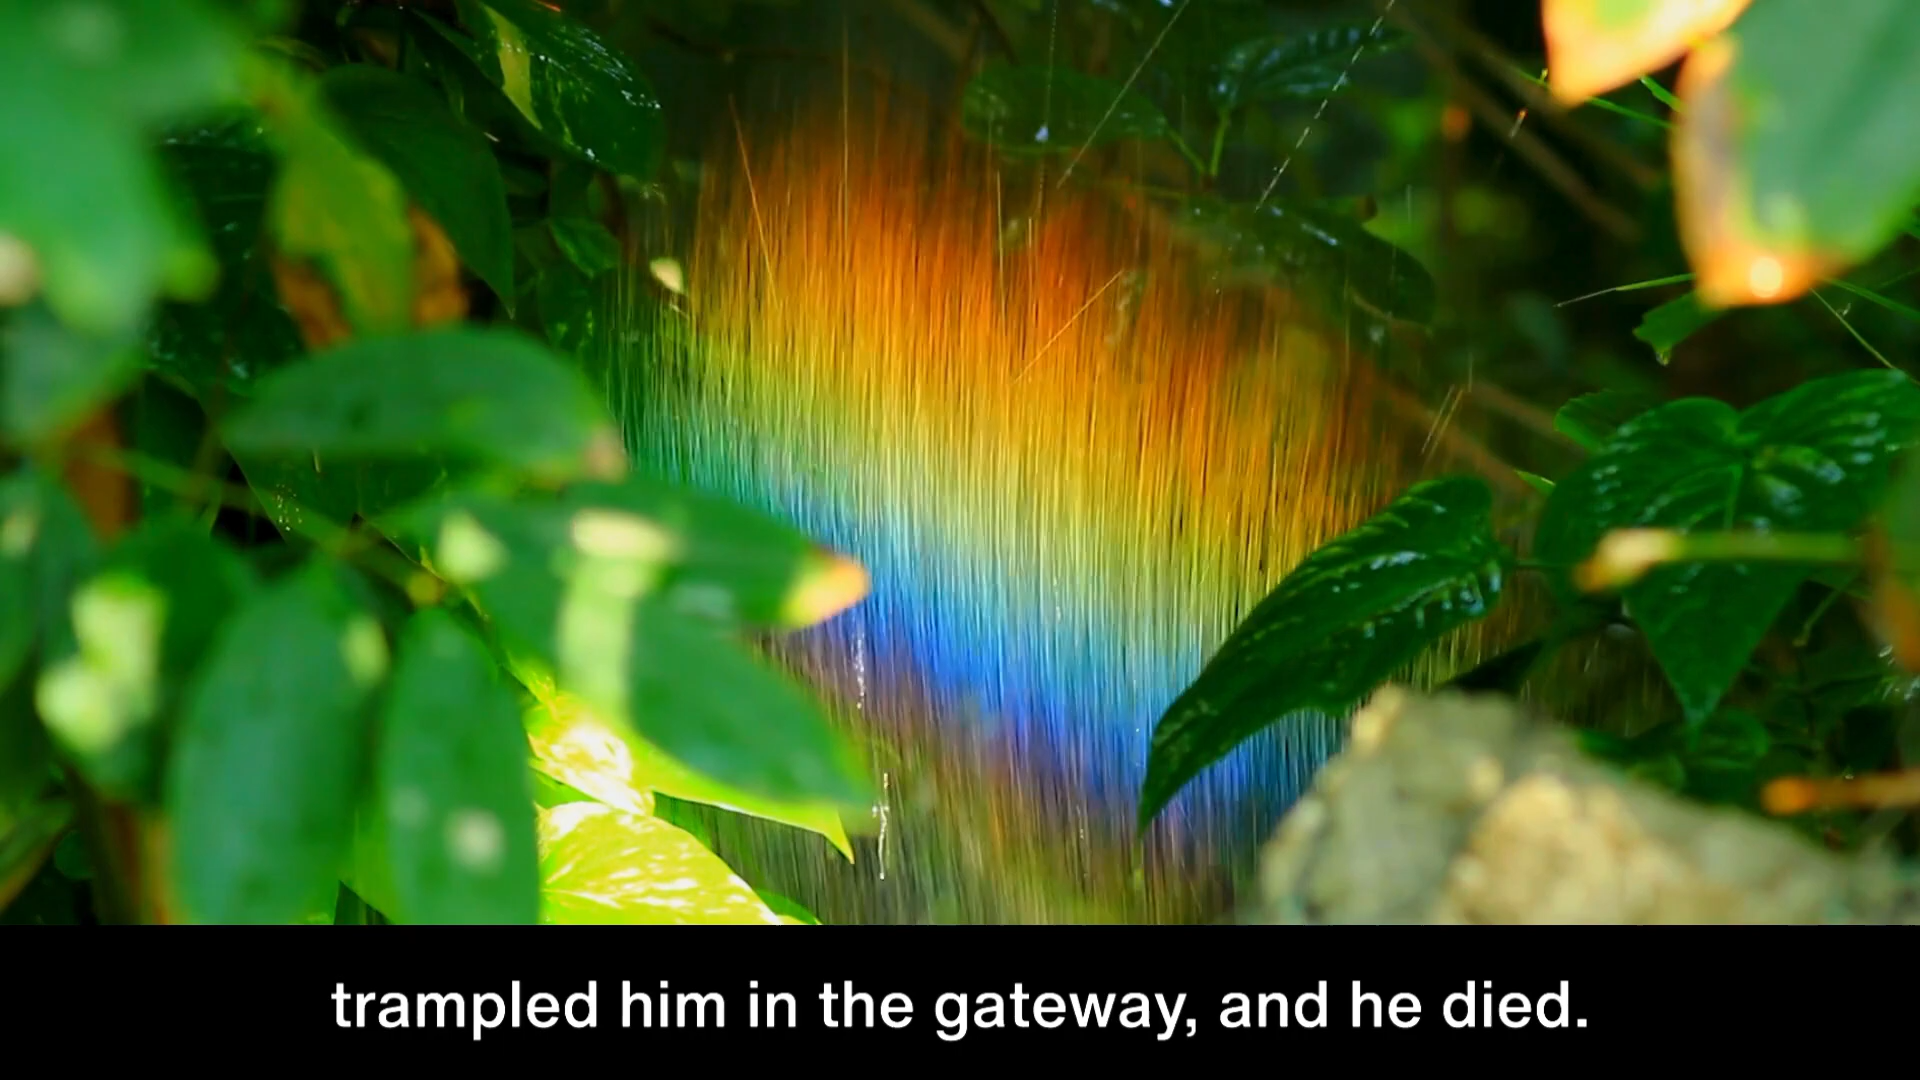 trampled him in the gateway, and he died.